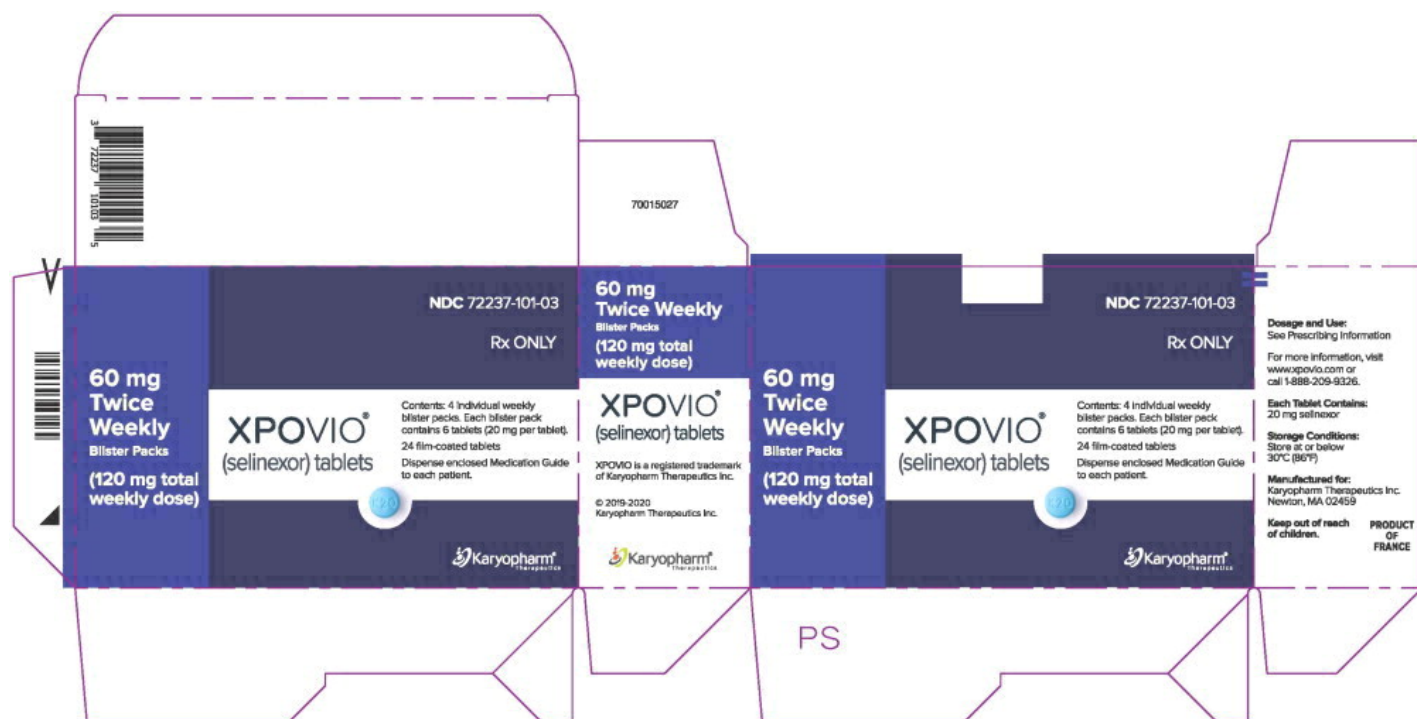 3 72237 10103 5
70015027
60 mg
Twice
Weekly
Blister Packs
(120 mg total
weekly dose)
NDC 72237-101-03
Rx ONLY
XPOVIO®
(selinexor) tablets
Contents: 4 individual weekly
blister packs. Each blister pack
contains 6 tablets (20 mg per tablet).
24 film-coated tablets
Dispense enclosed Medication Guide
to each patient.
K20
Karyopharm®
Therapeutics
60 mg
Twice Weekly
Blister Packs
(120 mg total
weekly dose)
XPOVIO®
(selinexor) tablets
XPOVIO is a registered trademark
of Karyopharm Therapeutics Inc.
© 2019-2020
Karyopharm Therapeutics Inc.
Karyopharm®
Therapeutics
60 mg
Twice
Weekly
Blister Packs
(120 mg total
weekly dose)
NDC 72237-101-03
Rx ONLY
XPOVIO®
(selinexor) tablets
Contents: 4 individual weekly
blister packs. Each blister pack
contains 6 tablets (20 mg per tablet).
24 film-coated tablets
Dispense enclosed Medication Guide
to each patient.
K20
Karyopharm®
Therapeutics
Dosage and Use:
See Prescribing Information
For more information, visit
www.xpovio.com or
call 1-888-209-9326.
Each Tablet Contains:
20 mg selinexor
Storage Conditions:
Store at or below
30°C (86°F)
Manufactured for:
Karyopharm Therapeutics Inc.
Newton, MA 02459
Keep out of reach
of children.
PRODUCT
OF
FRANCE
PS